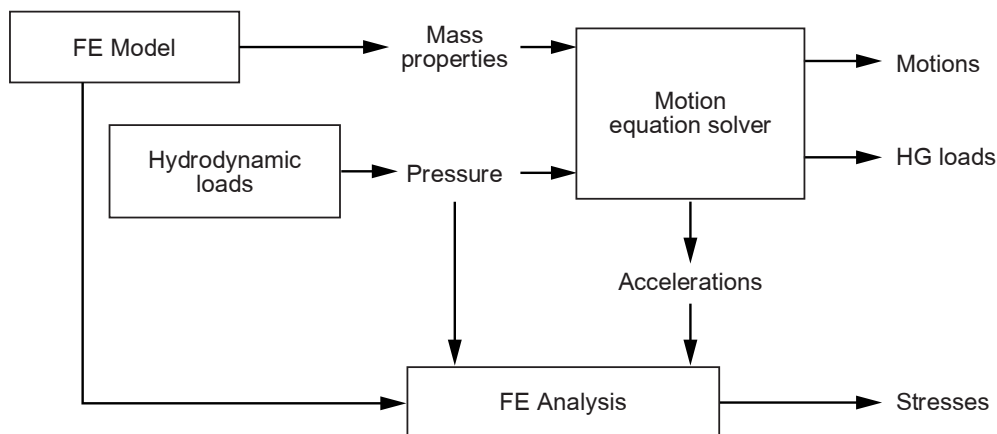 FE Model
Mass
properties
Motion
equation solver
Motions
HG loads
Hydrodynamic
loads
Pressure
Accelerations
FE Analysis
Stresses